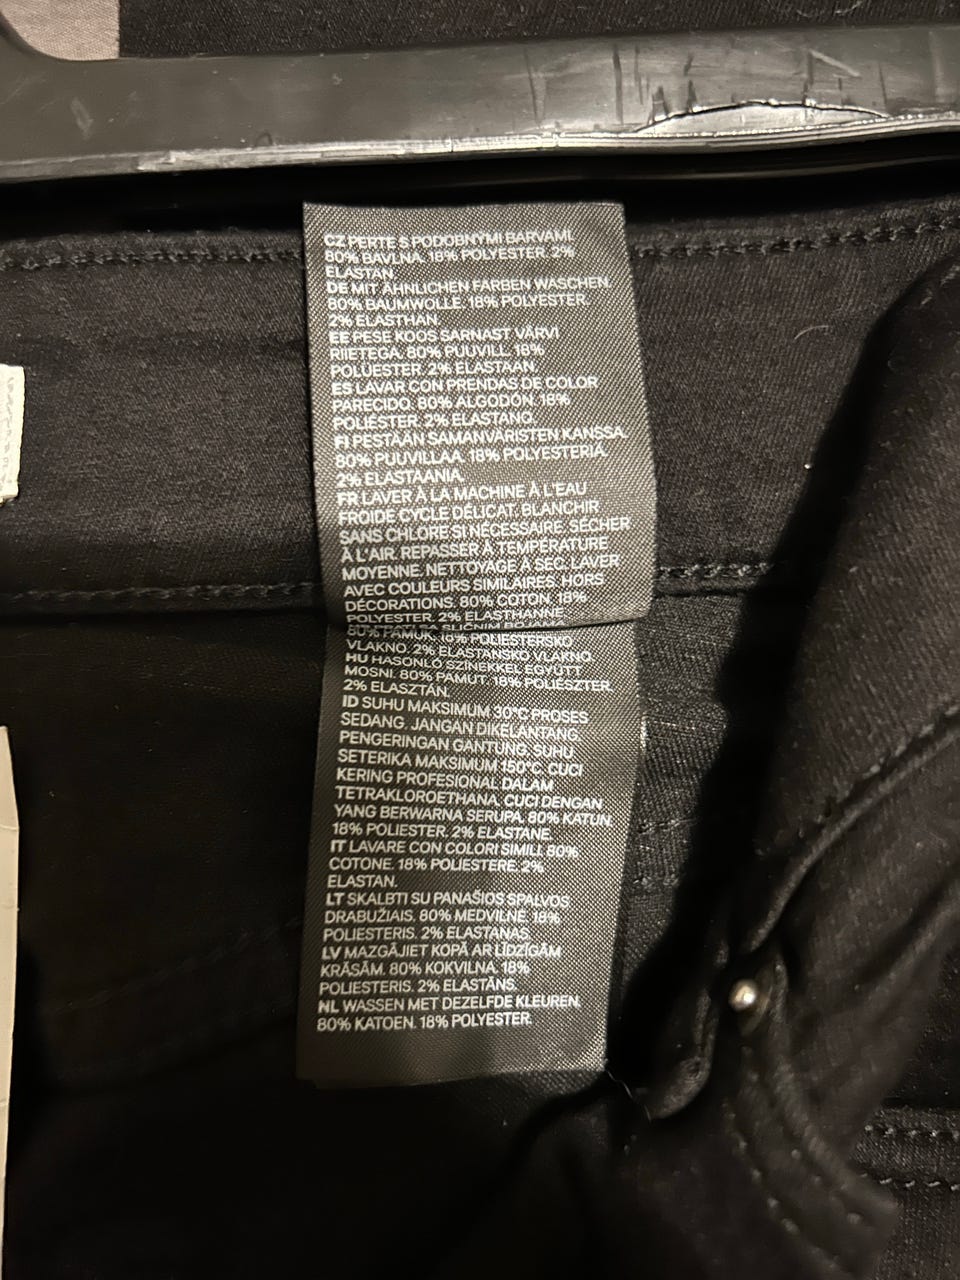 CZ PERTE S PODOBNÝMI BARVAMI.
80% BAVLNA. 18% POLYESTER. 2%
ELASTAN.
DE MIT ÄHNLICHEN FARBEN WASCHEN.
80% BAUMWOLLE. 18% POLYESTER.
2% ELASTHAN.
EE PESE KOOS SARNAST VÄRVI
RIIETEGA. 80% PUUVILL. 18%
POLÜESTER. 2% ELASTAAN.
ES LAVAR CON PRENDAS DE COLOR
PARECIDO. 80% ALGODÓN. 18%
POLIÉSTER. 2% ELASTANO.
FI PESTÄÄN SAMANVÄRISTEN KANSSA.
80% PUUVILLAA. 18% POLYESTERIA.
2% ELASTAANIA.
FR LAVER À LA MACHINE À L'EAU
FROIDE CYCLE DÉLICAT. BLANCHIR
SANS CHLORE SI NÉCESSAIRE. SÉCHER
À L'AIR. REPASSER À TEMPÉRATURE
MOYENNE. NETTOYAGE À SEC. LAVER
AVEC COULEURS SIMILAIRES. HORS
DÉCORATIONS. 80% COTON. 18%
POLYESTER. 2% ELASTHANNE
80% PAMUK. 18% POLIESTERSKO
VLAKNO. 2% ELASTANSKO VLAKNO.
HU HASONLÓ SZÍNEKKEL EGYÜTT
MOSNI. 80% PAMUT. 18% POLIÉSZTER.
2% ELASZTÁN.
ID SUHU MAKSIMUM 30°C PROSES
SEDANG. JANGAN DIKELANTANG.
PENGERINGAN GANTUNG. SUHU
SETERIKA MAKSIMUM 150°C. CUCI
KERING PROFESIONAL DALAM
TETRAKLOROETHANA. CUCI DENGAN
YANG BERWARNA SERUPA. 80% KATUN.
18% POLIESTER. 2% ELASTANE.
IT LAVARE CON COLORI SIMILI. 80%
COTONE. 18% POLIESTERE. 2%
ELASTAN.
LT SKALBTI SU PANAŠIOS SPALVOS
DRABUŽIAIS. 80% MEDVILNĖ. 18%
POLIESTERIS. 2% ELASTANAS.
LV MAZGĀJIET KOPĀ AR LĪDZĪGĀM
KRĀSĀM. 80% KOKVILNA. 18%
POLIESTERIS. 2% ELASTĀNS.
NL WASSEN MET DEZELFDE KLEUREN.
80% KATOEN. 18% POLYESTER.